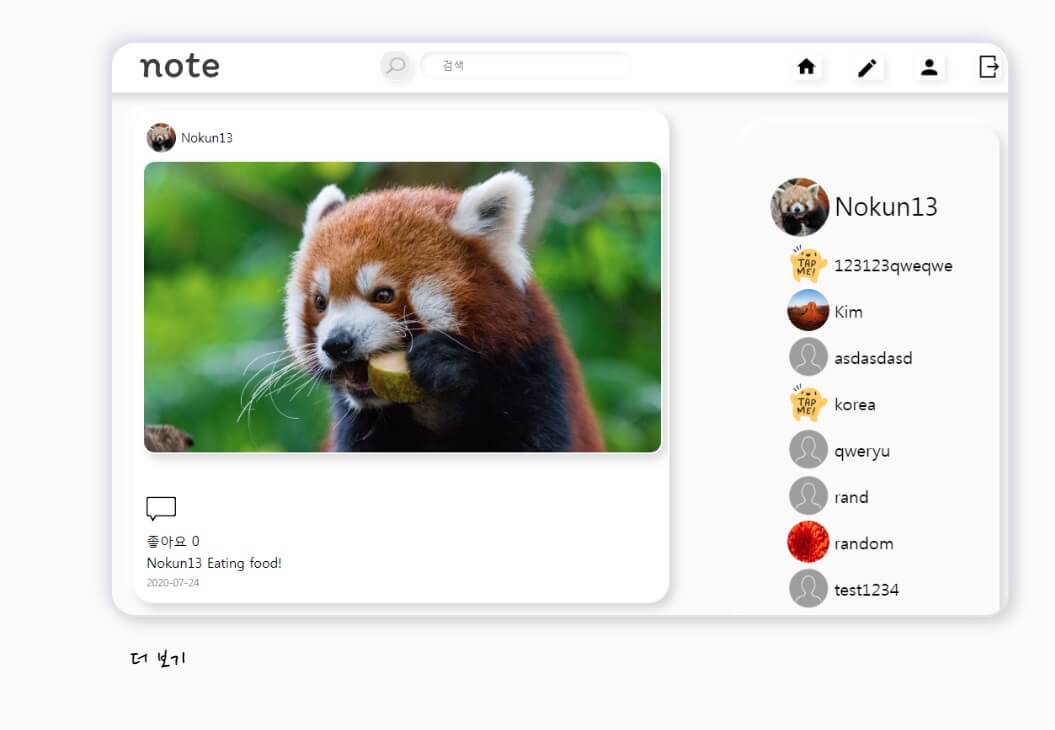 note
검색
Nokun13
좋아요 0
Nokun13 Eating food!
2020-07-24
Nokun13
TAP
ME!
123123qweqwe
Kim
asdasdasd
TAP
ME!
korea
qweryu
rand
random
test1234
더 보기